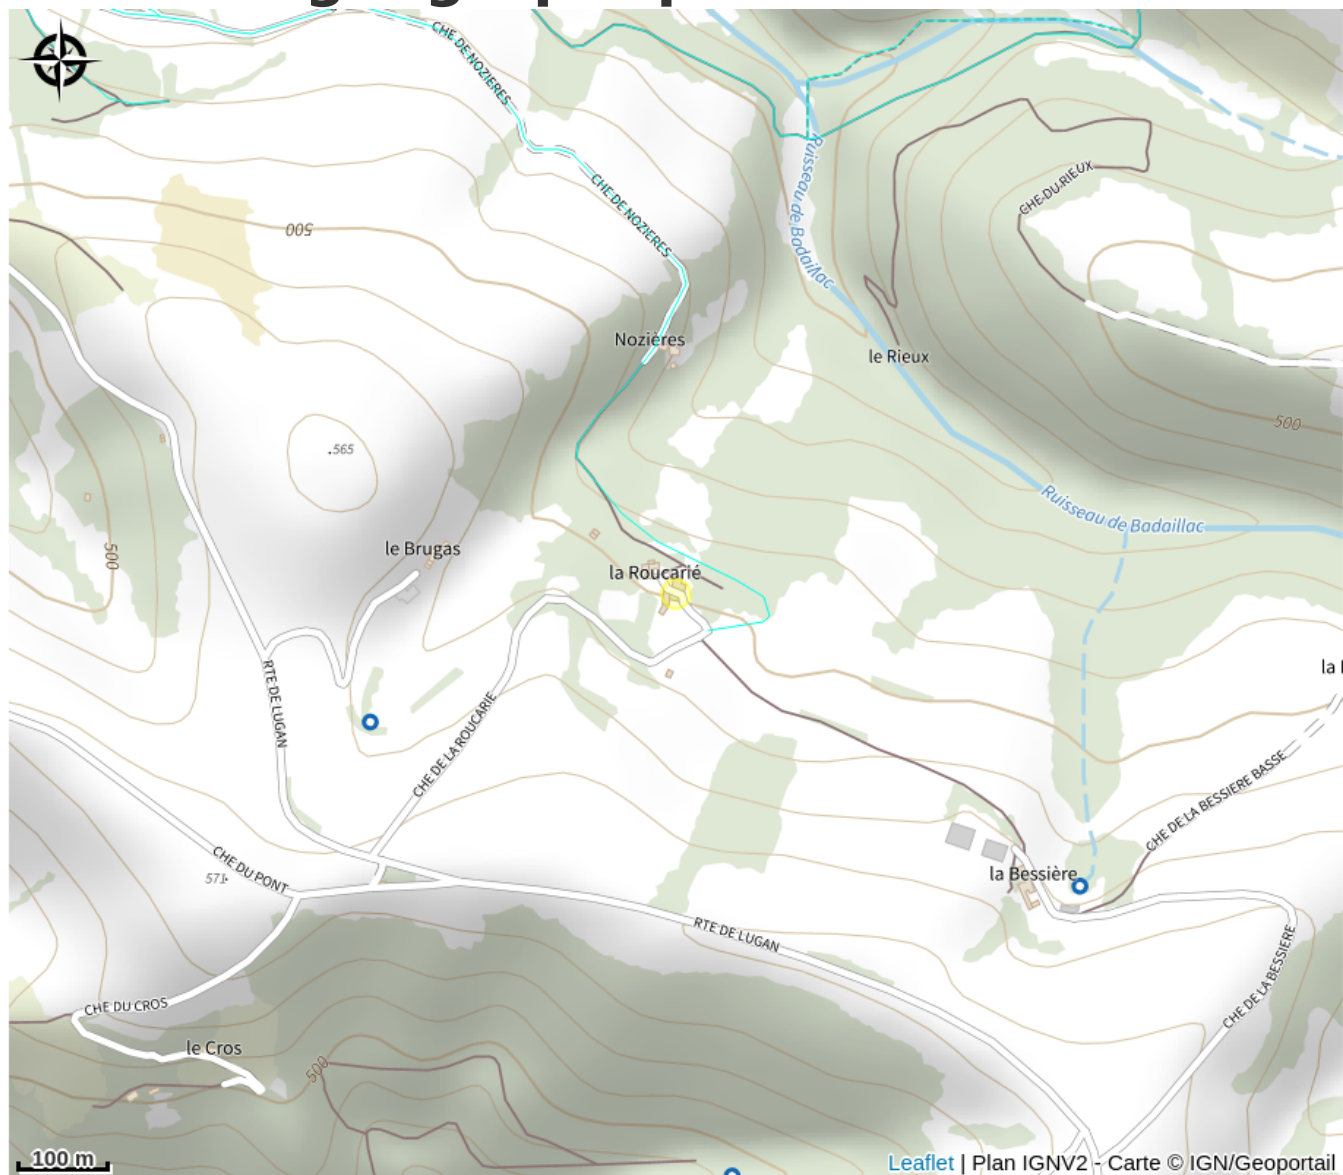 CHE DE NOZIERES
CHE DE NOZIERES
Ruisseau de Badaillac
CHE DU RIEUX
500
Nozières
le Rieux
500
.565
Ruisseau de Badaillac
500
le Brugas
la Roucarié
RTE DE LUGAN
CHE DE LA ROUCARIE
CHE DE LA BESSIERE BASSE
CHE DU PONT
571
la Bessière
RTE DE LUGAN
CHE DE LA BESSIERE
CHE DU CROS
le Cros
500
100 m
Leaflet | Plan IGNV2 - Carte © IGN/Geoportail